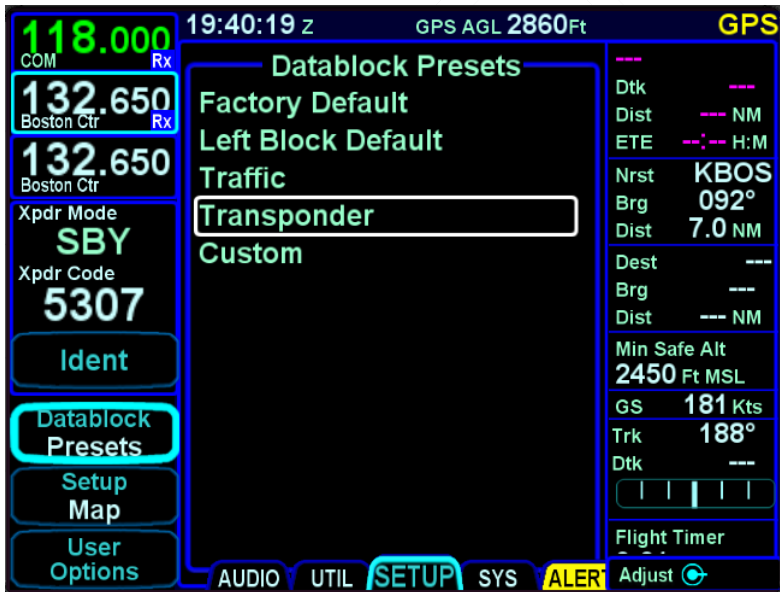 118.000
COM Rx
132.650
Boston Ctr Rx
132.650
Boston Ctr
Xpdr Mode
SBY
Xpdr Code
5307
Ident
Datablock
Presets
Setup
Map
User
Options
19:40:19 Z GPS AGL 2860Ft GPS
Datablock Presets
Factory Default
Left Block Default
Traffic
Transponder
Custom
AUDIO UTIL SETUP SYS ALER
---
Dtk ---
Dist --- NM
ETE --:-- H:M
Nrst KBOS
Brg 092°
Dist 7.0 NM
Dest ---
Brg ---
Dist --- NM
Min Safe Alt
2450 Ft MSL
GS 181 Kts
Trk 188°
Dtk ---
Flight Timer
Adjust